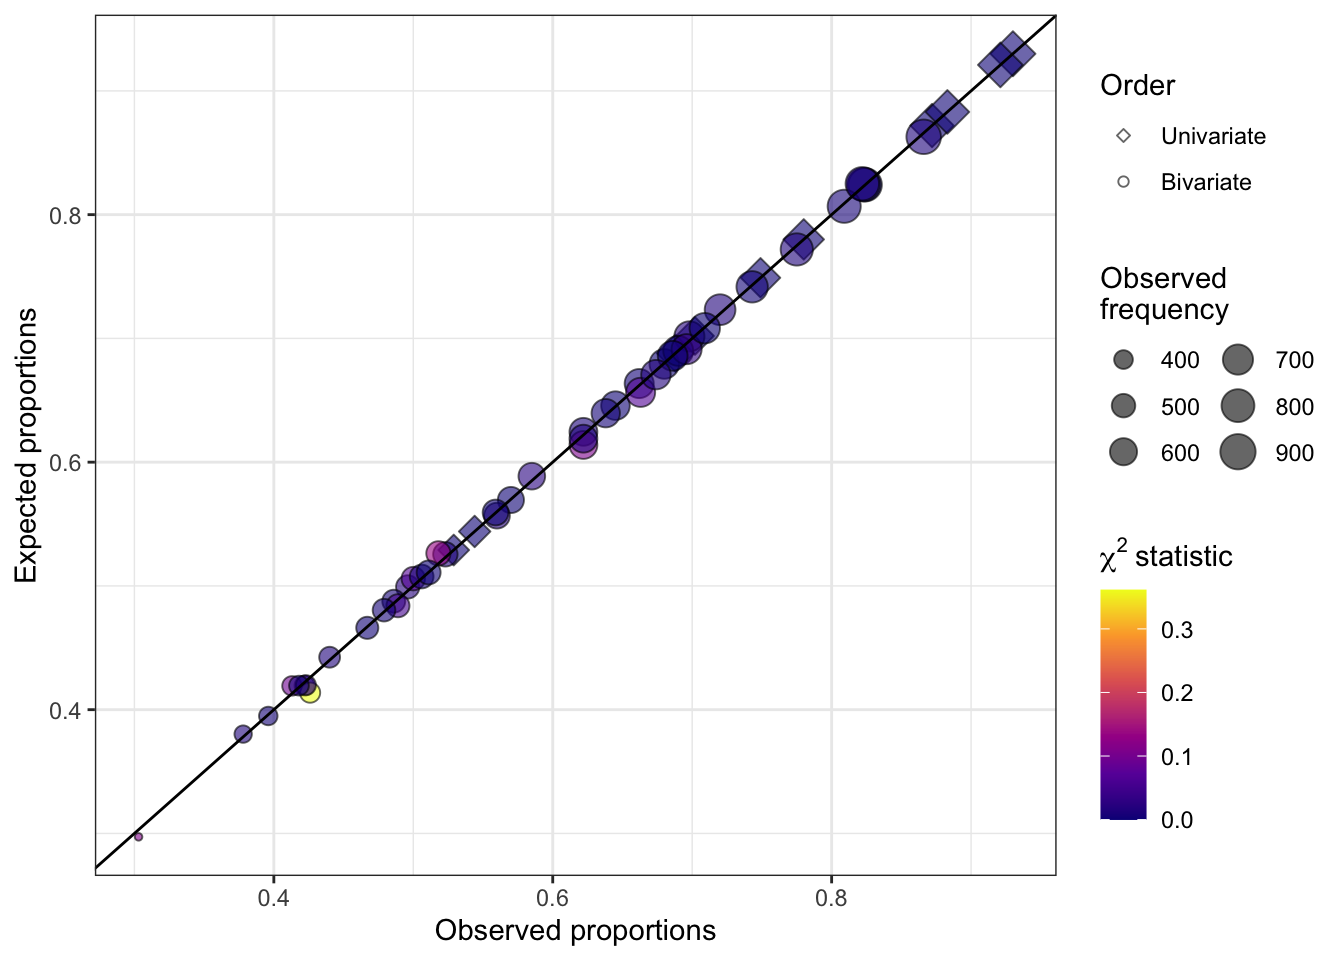 0.8
0.6
0.4
Expected proportions
0.4
0.6
0.8
Observed proportions
Order
Univariate
Bivariate
Observed
frequency
400
700
500
800
600
900
χ² statistic
0.3
0.2
0.1
0.0